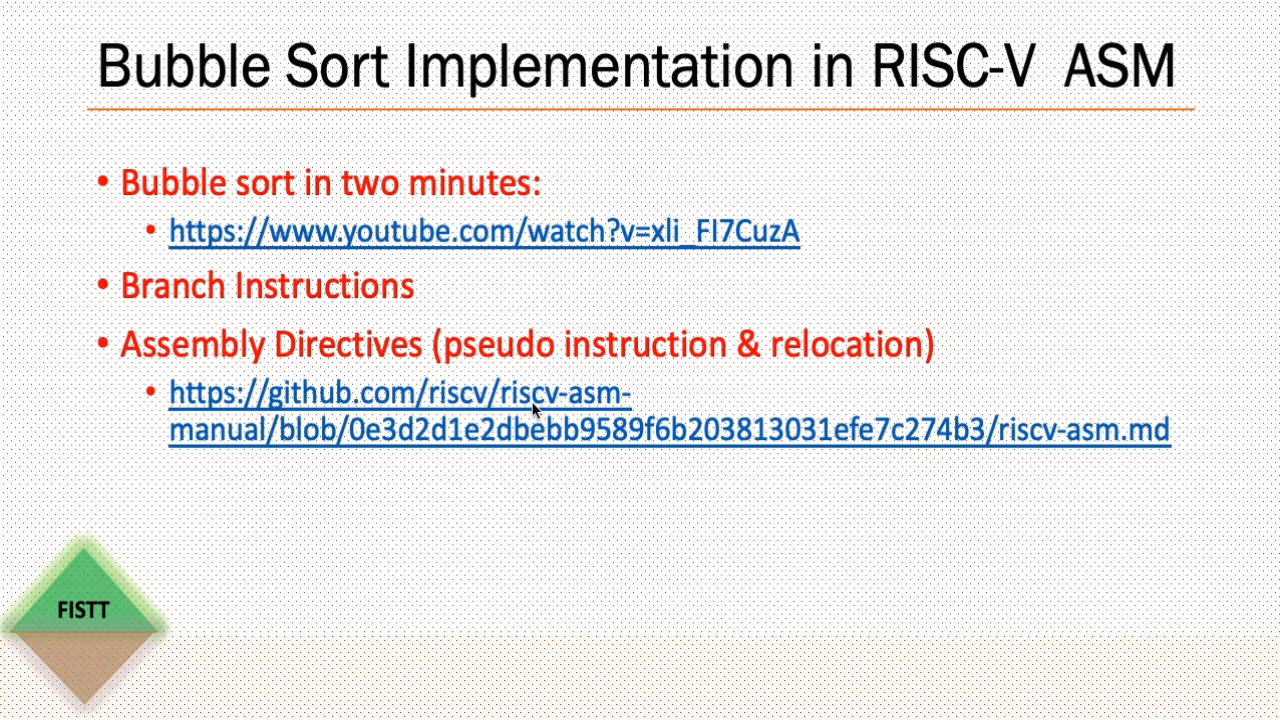 Bubble Sort Implementation in RISC-V ASM
• Bubble sort in two minutes:
• https://www.youtube.com/watch?v=xli_FI7CuzA
• Branch Instructions
• Assembly Directives (pseudo instruction & relocation)
• https://github.com/riscv/riscv-asm-
manual/blob/0e3d2d1e2dbebb9589f6b203813031efe7c274b3/riscv-asm.md
FISTT